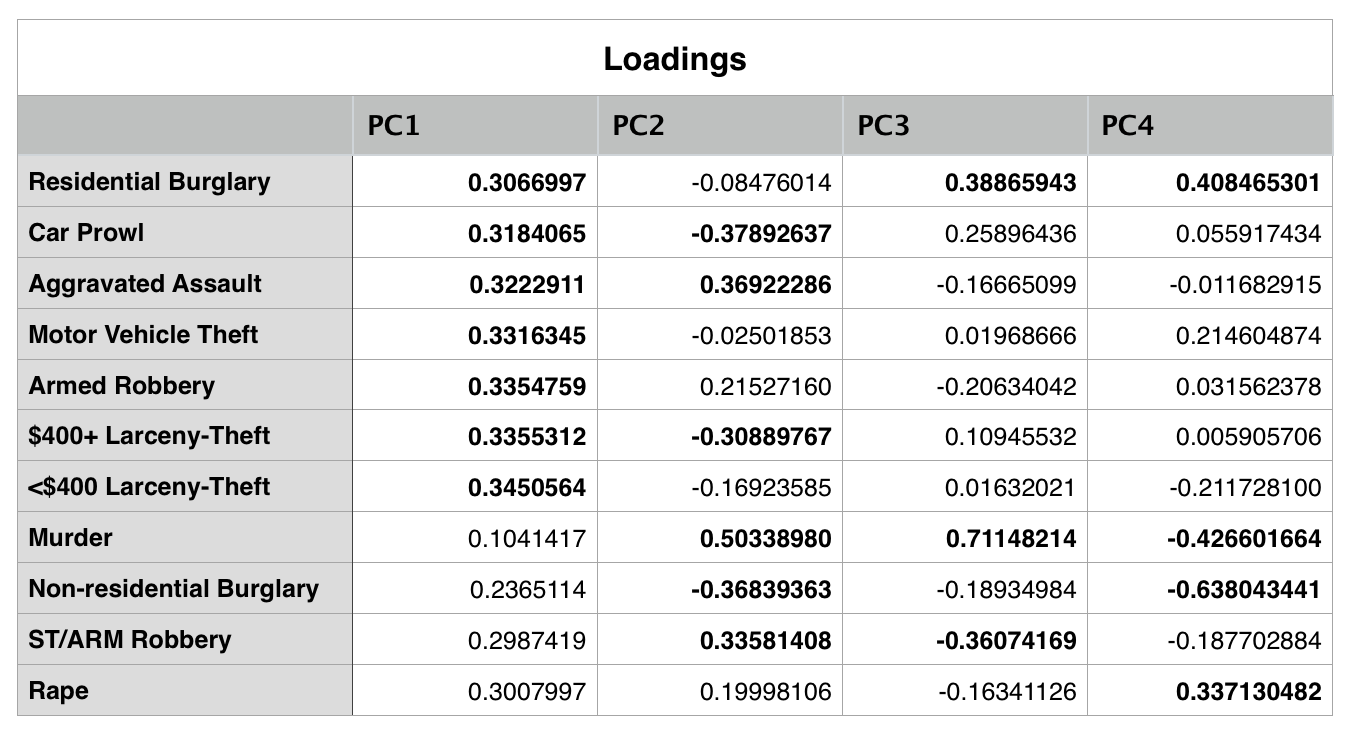 Loadings
PC1 PC2 PC3 PC4
Residential Burglary 0.3066997 -0.08476014 0.38865943 0.408465301
Car Prowl 0.3184065 -0.37892637 0.25896436 0.055917434
Aggravated Assault 0.3222911 0.36922286 -0.16665099 -0.011682915
Motor Vehicle Theft 0.3316345 -0.02501853 0.01968666 0.214604874
Armed Robbery 0.3354759 0.21527160 -0.20634042 0.031562378
$400+ Larceny-Theft 0.3355312 -0.30889767 0.10945532 0.005905706
<$400 Larceny-Theft 0.3450564 -0.16923585 0.01632021 -0.211728100
Murder 0.1041417 0.50338980 0.71148214 -0.426601664
Non-residential Burglary 0.2365114 -0.36839363 -0.18934984 -0.638043441
ST/ARM Robbery 0.2987419 0.33581408 -0.36074169 -0.187702884
Rape 0.3007997 0.19998106 -0.16341126 0.337130482